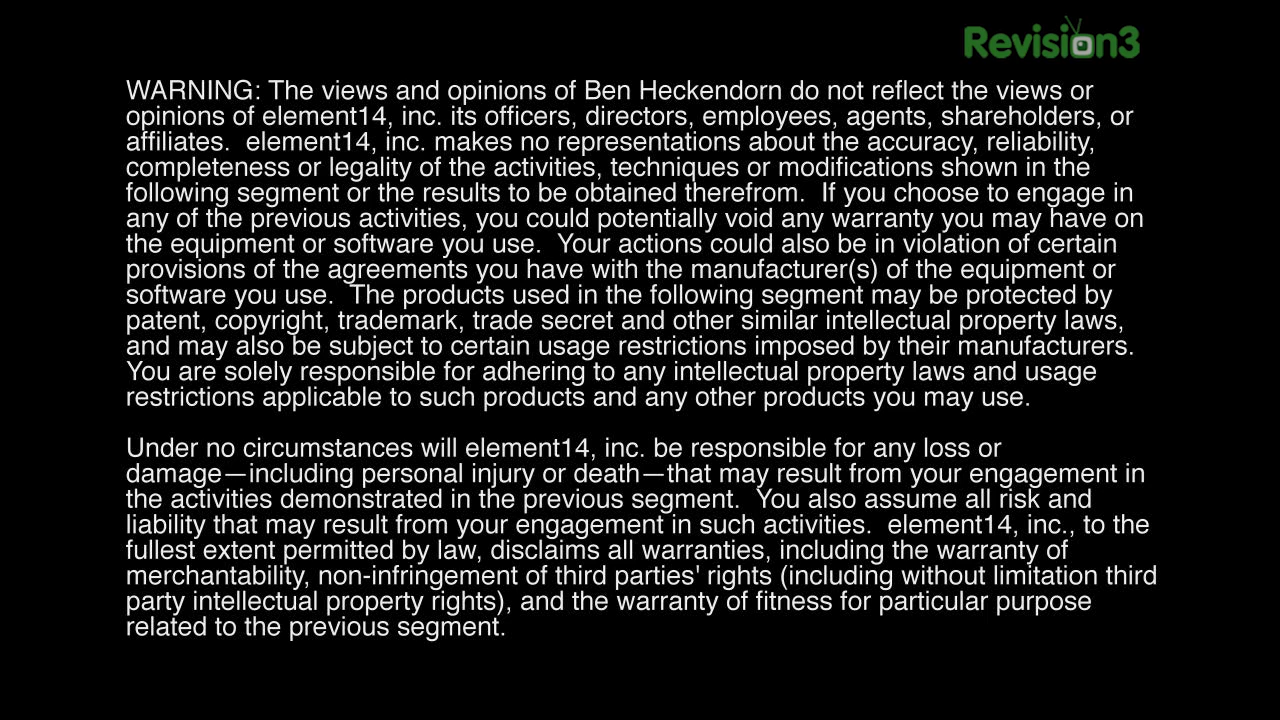 Revision3
WARNING: The views and opinions of Ben Heckendorn do not reflect the views or
opinions of element14, inc. its officers, directors, employees, agents, shareholders, or
affiliates.  element14, inc. makes no representations about the accuracy, reliability,
completeness or legality of the activities, techniques or modifications shown in the
following segment or the results to be obtained therefrom.  If you choose to engage in
any of the previous activities, you could potentially void any warranty you may have on
the equipment or software you use.  Your actions could also be in violation of certain
provisions of the agreements you have with the manufacturer(s) of the equipment or
software you use.  The products used in the following segment may be protected by
patent, copyright, trademark, trade secret and other similar intellectual property laws,
and may also be subject to certain usage restrictions imposed by their manufacturers.
You are solely responsible for adhering to any intellectual property laws and usage
restrictions applicable to such products and any other products you may use.
Under no circumstances will element14, inc. be responsible for any loss or
damage—including personal injury or death—that may result from your engagement in
the activities demonstrated in the previous segment.  You also assume all risk and
liability that may result from your engagement in such activities.  element14, inc., to the
fullest extent permitted by law, disclaims all warranties, including the warranty of
merchantability, non-infringement of third parties' rights (including without limitation third
party intellectual property rights), and the warranty of fitness for particular purpose
related to the previous segment.